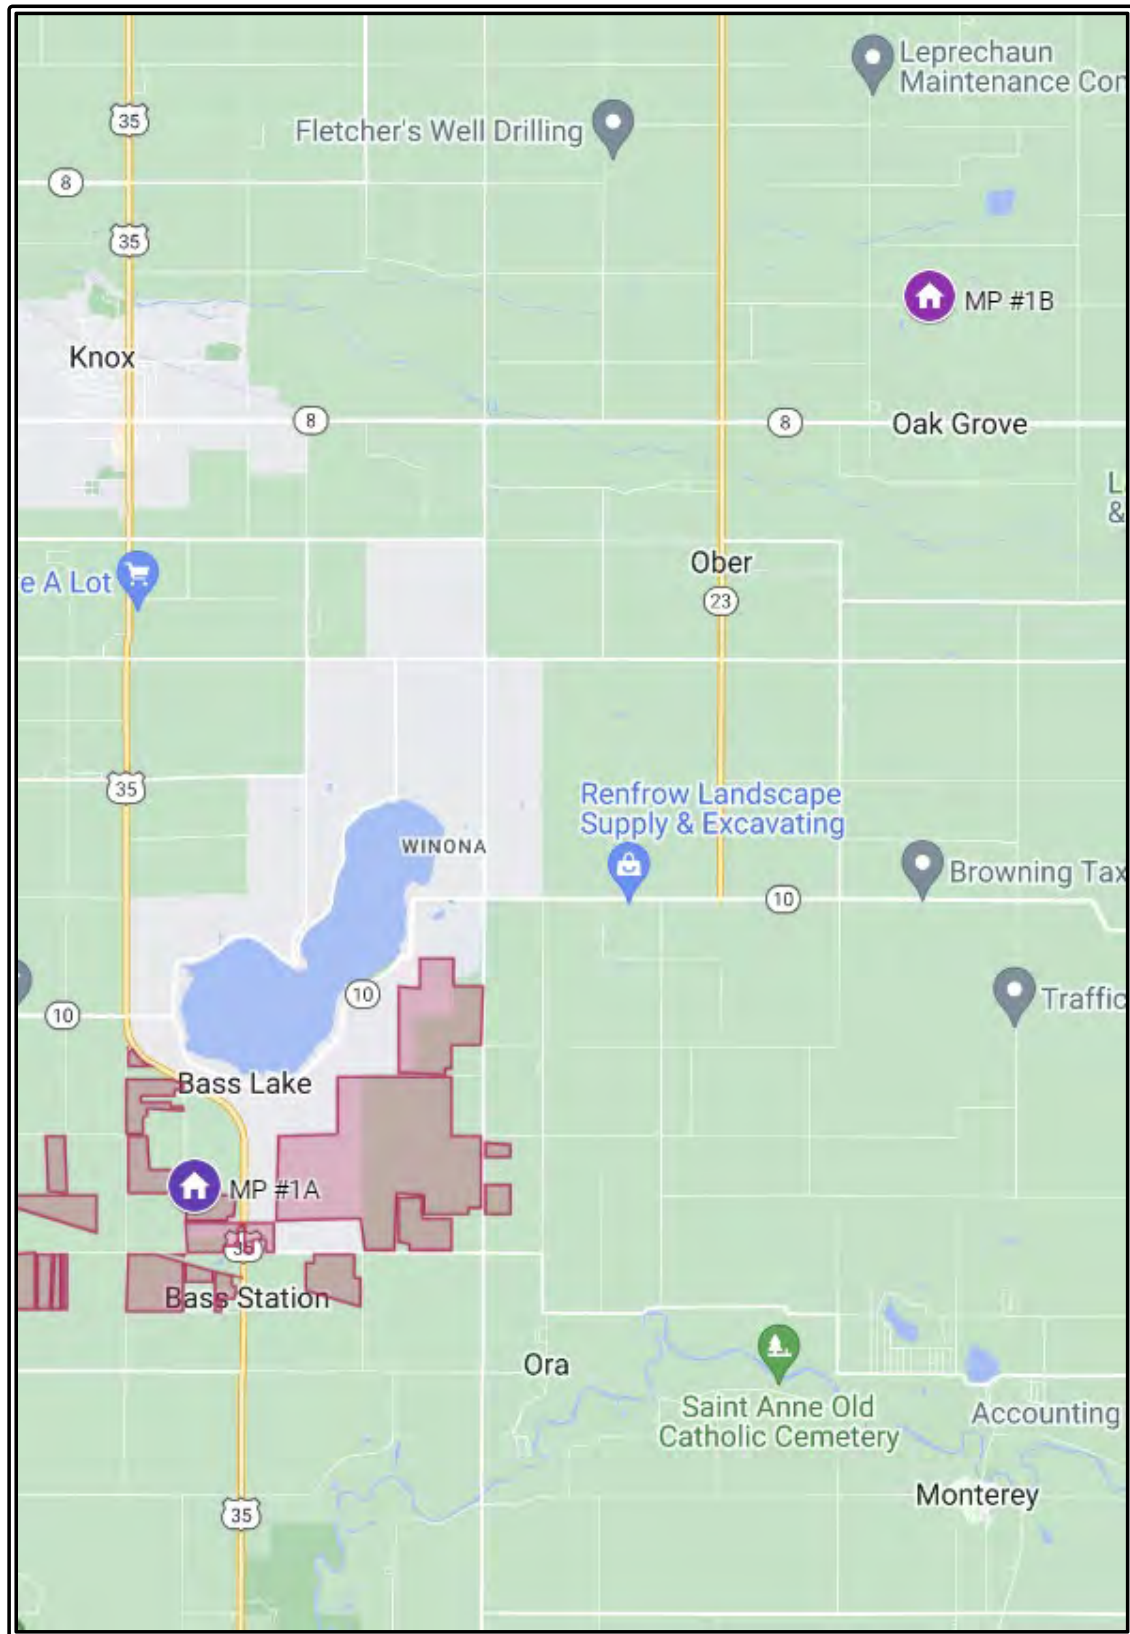 Leprechaun
Maintenance Con
35
Fletcher's Well Drilling
8
35
MP #1B
Knox
8
8
Oak Grove
L
&
Ober
e A Lot
23
35
Renfrow Landscape
Supply & Excavating
WINONA
Browning Tax
10
10
Traffic
10
Bass Lake
MP #1A
35
Bass Station
Ora
Saint Anne Old
Catholic Cemetery
Accounting
Monterey
35